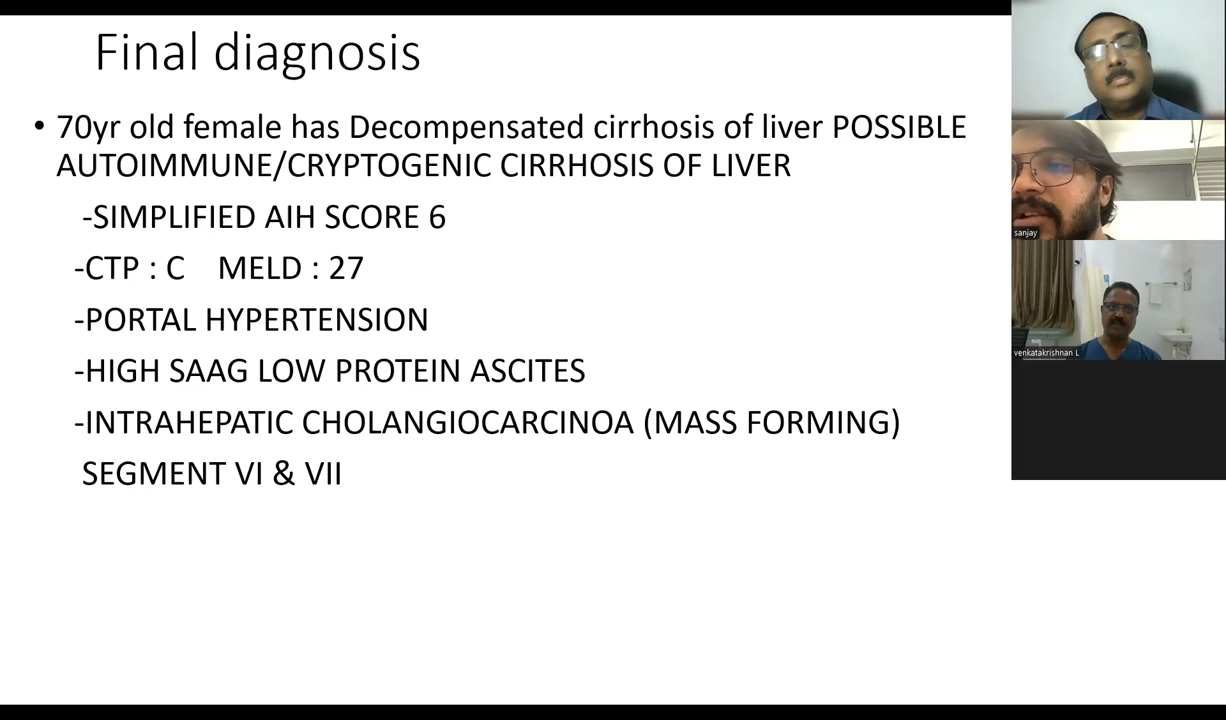 Final diagnosis
• 70yr old female has Decompensated cirrhosis of liver POSSIBLE
AUTOIMMUNE/CRYPTOGENIC CIRRHOSIS OF LIVER
-SIMPLIFIED AIH SCORE 6
-CTP : C MELD : 27
-PORTAL HYPERTENSION
-HIGH SAAG LOW PROTEIN ASCITES
-INTRAHEPATIC CHOLANGIOCARCINOA (MASS FORMING)
SEGMENT VI & VII
sanjay
venkatakrishnan L